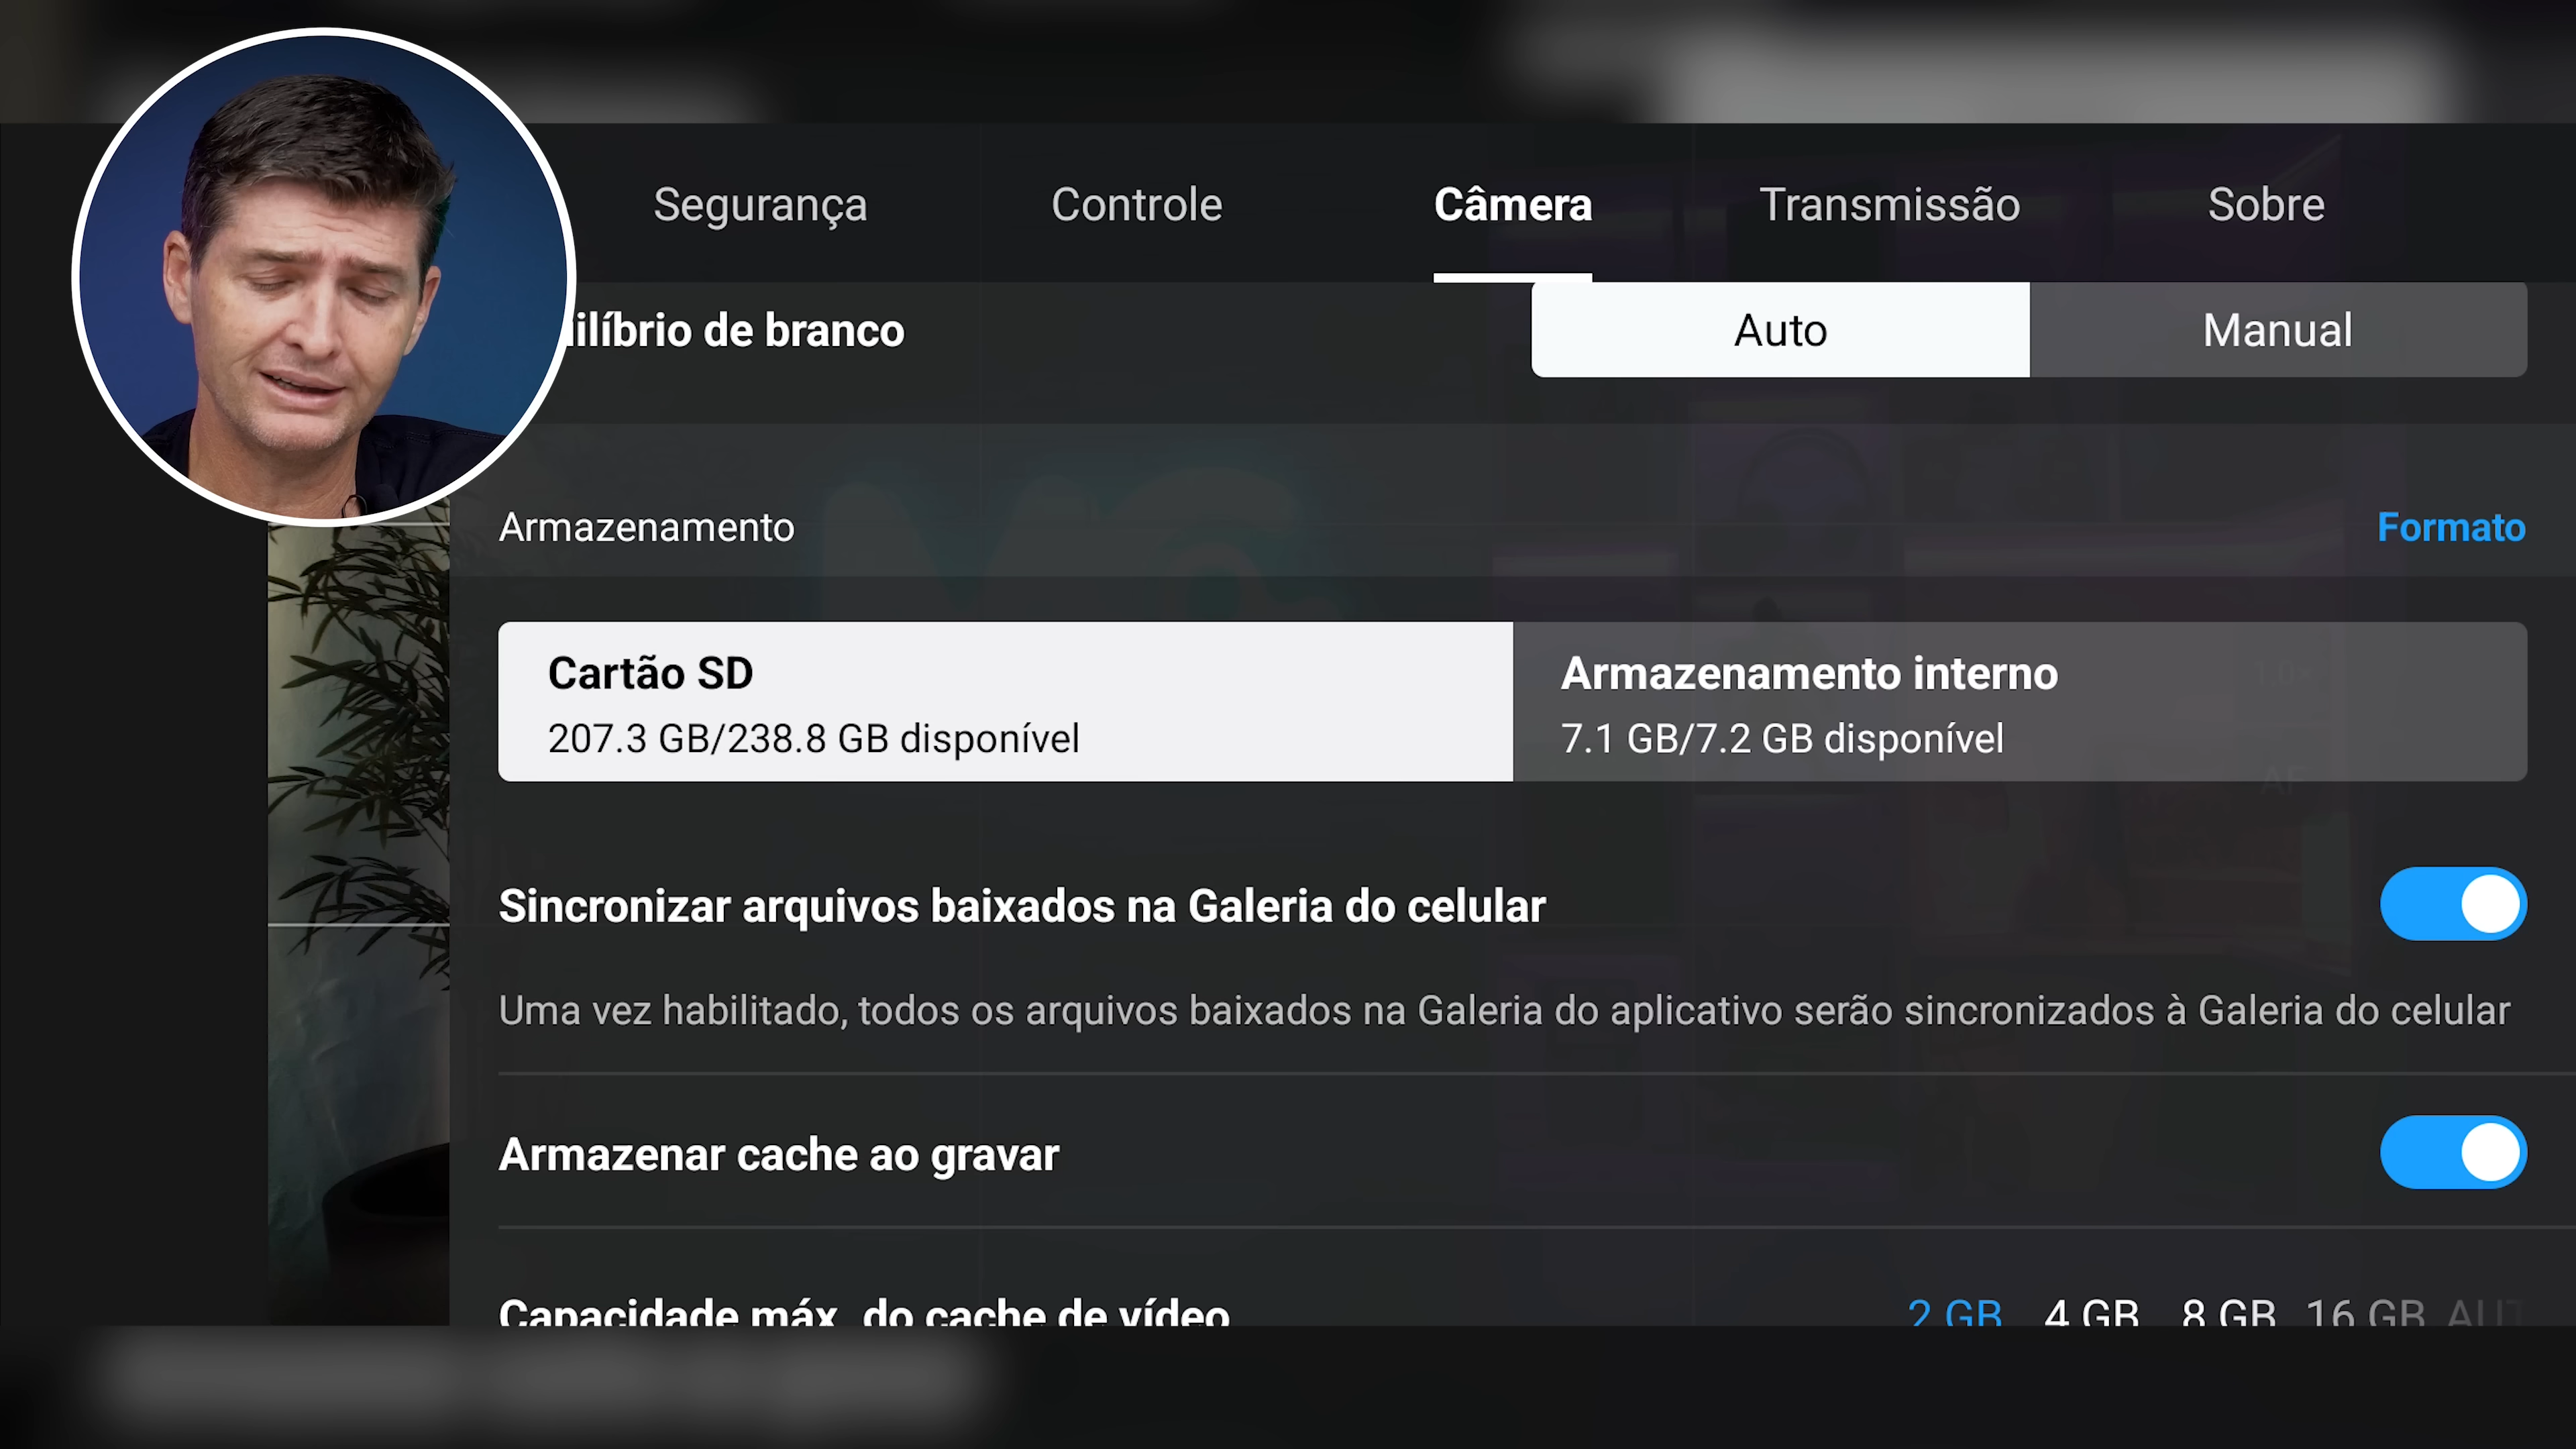 Segurança Controle Câmera Transmissão Sobre
ilíbrio de branco Auto Manual
Armazenamento Formato
Cartão SD
207.3 GB/238.8 GB disponível
Armazenamento interno
7.1 GB/7.2 GB disponível
Sincronizar arquivos baixados na Galeria do celular
Uma vez habilitado, todos os arquivos baixados na Galeria do aplicativo serão sincronizados à Galeria do celular
Armazenar cache ao gravar
Capacidade máx. do cache de vídeo 2 GB 4 GB 8 GB 16 GB AUT